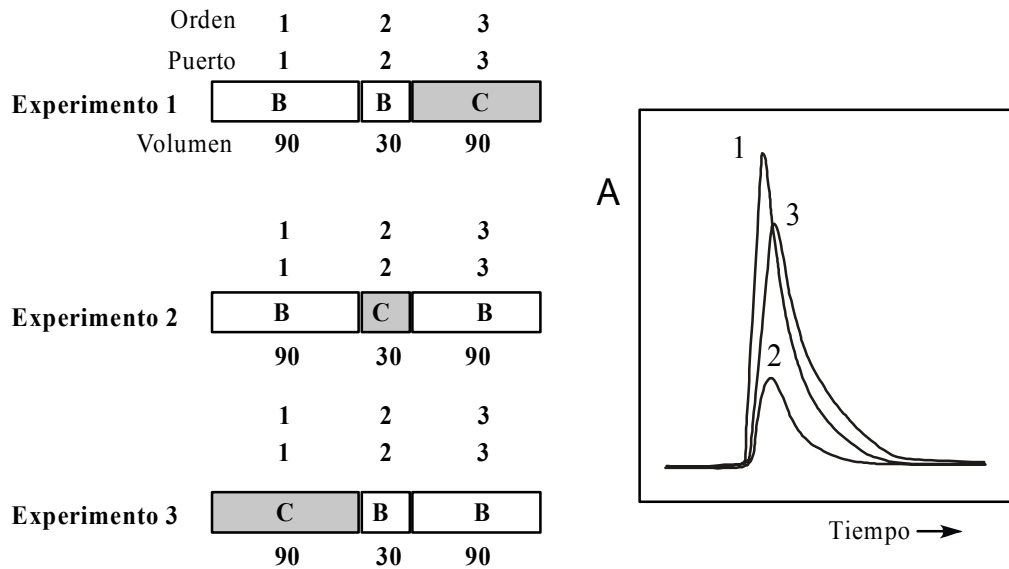 Orden 1 2 3
Puerto 1 2 3
Experimento 1 B B C
Volumen 90 30 90
1 2 3
1 2 3
Experimento 2 B C B
90 30 90
1 2 3
1 2 3
Experimento 3 C B B
90 30 90
A
1
3
2
Tiempo